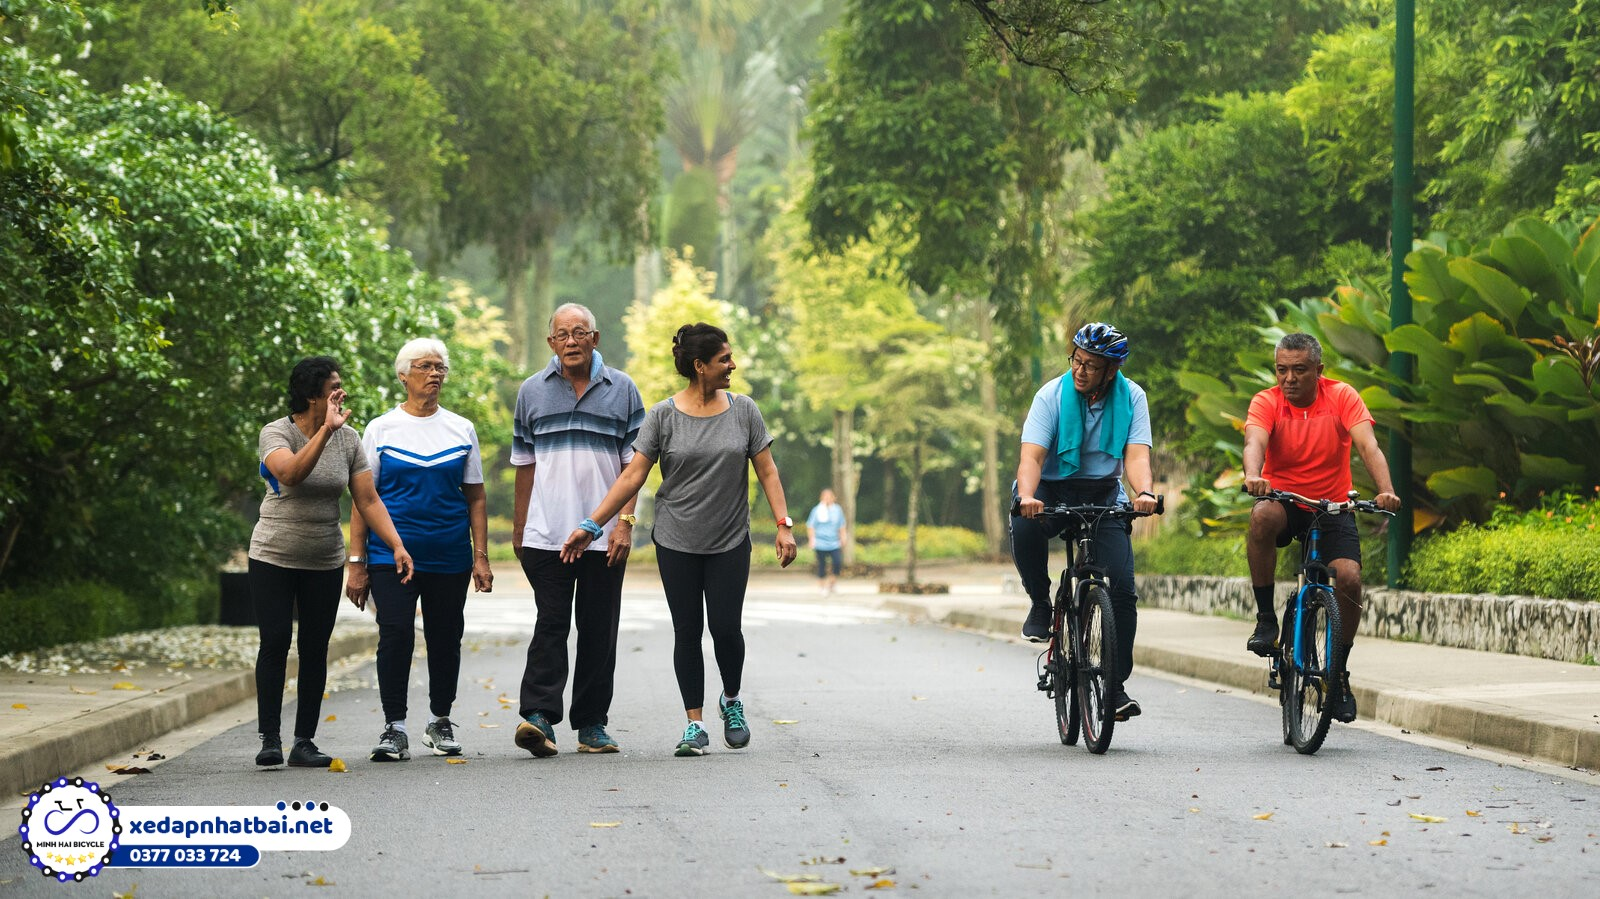 xedapnhatbai.net
MINH HAI BICYCLE
0377 033 724